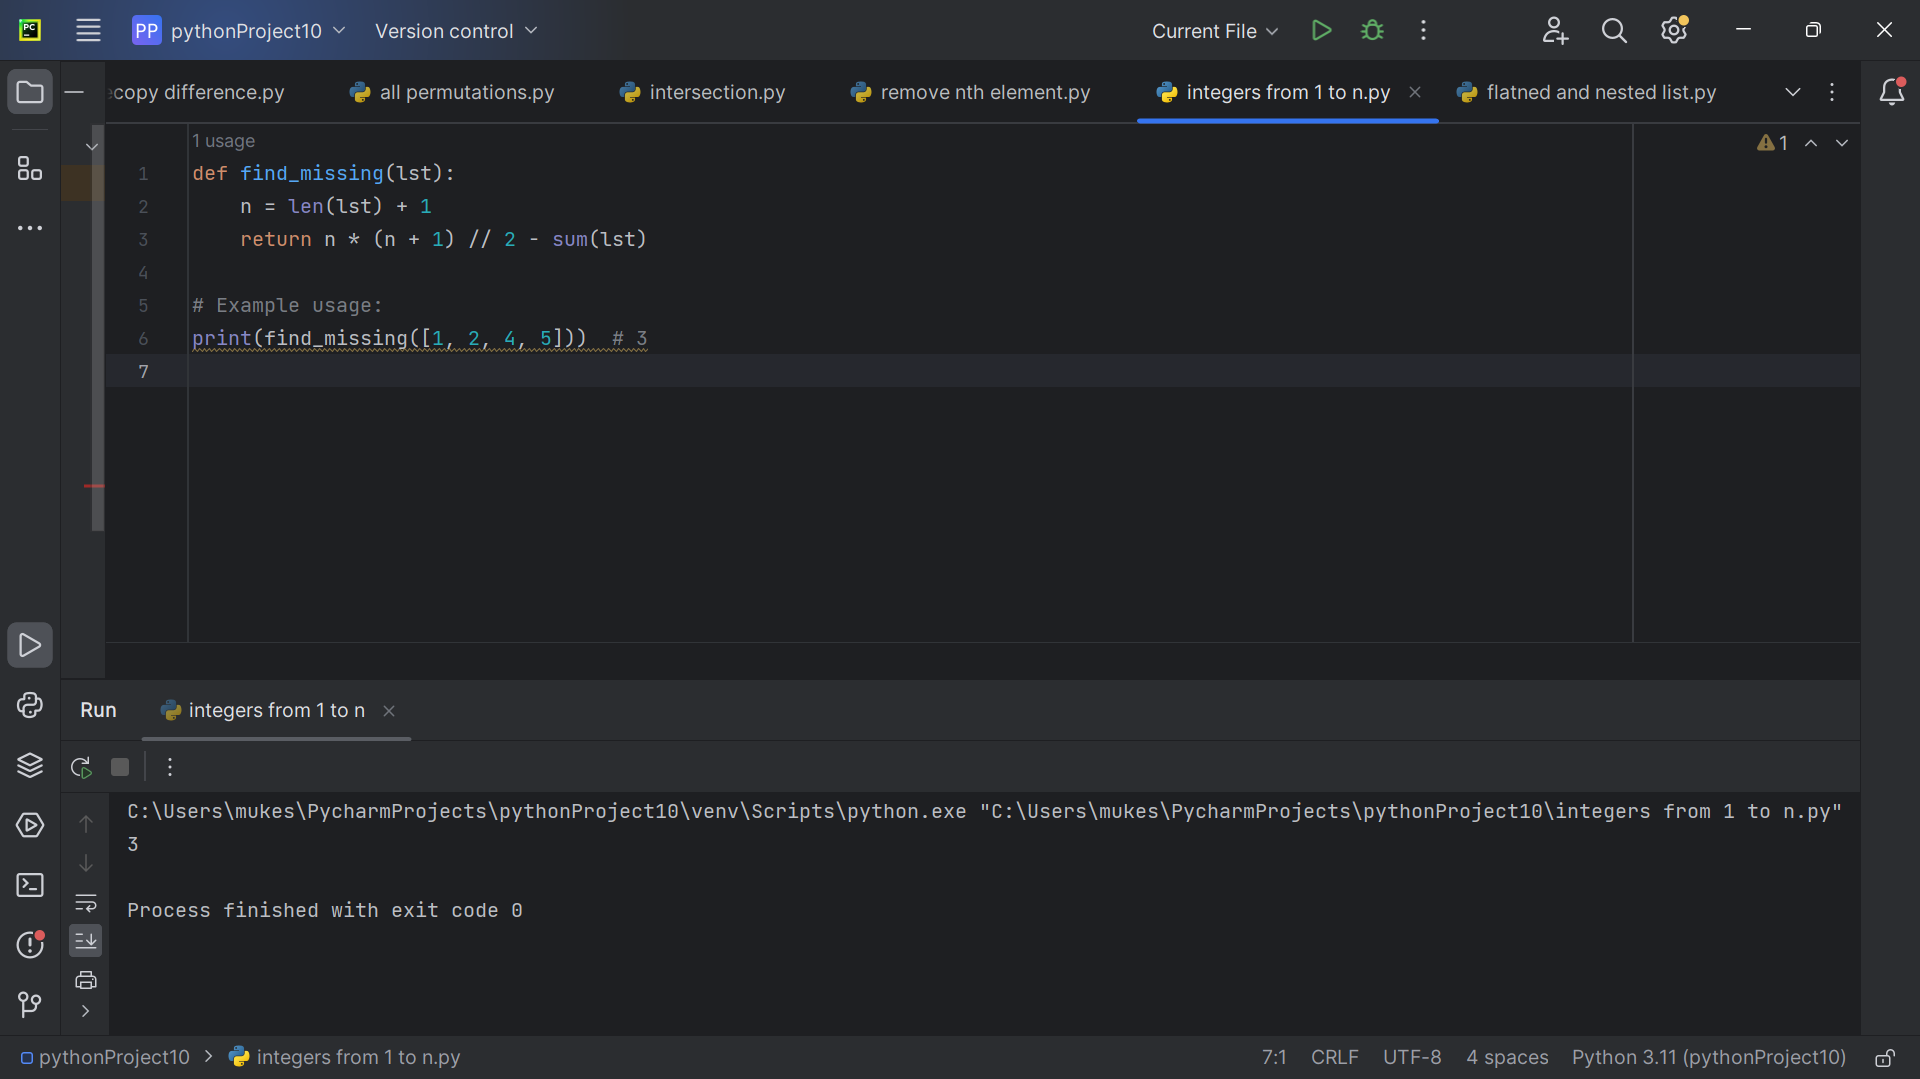 PC
PP pythonProject10 Version control Current File
copy difference.py all permutations.py intersection.py remove nth element.py integers from 1 to n.py flatned and nested list.py
1 usage
1 def find_missing(lst):
2 n = len(lst) + 1
3 return n * (n + 1) // 2 - sum(lst)
4
5 # Example usage:
6 print(find_missing([1, 2, 4, 5])) # 3
7
1
Run integers from 1 to n
C:\Users\mukes\PycharmProjects\pythonProject10\venv\Scripts\python.exe "C:\Users\mukes\PycharmProjects\pythonProject10\integers from 1 to n.py"
3
Process finished with exit code 0
pythonProject10 > integers from 1 to n.py 7:1 CRLF UTF-8 4 spaces Python 3.11 (pythonProject10)